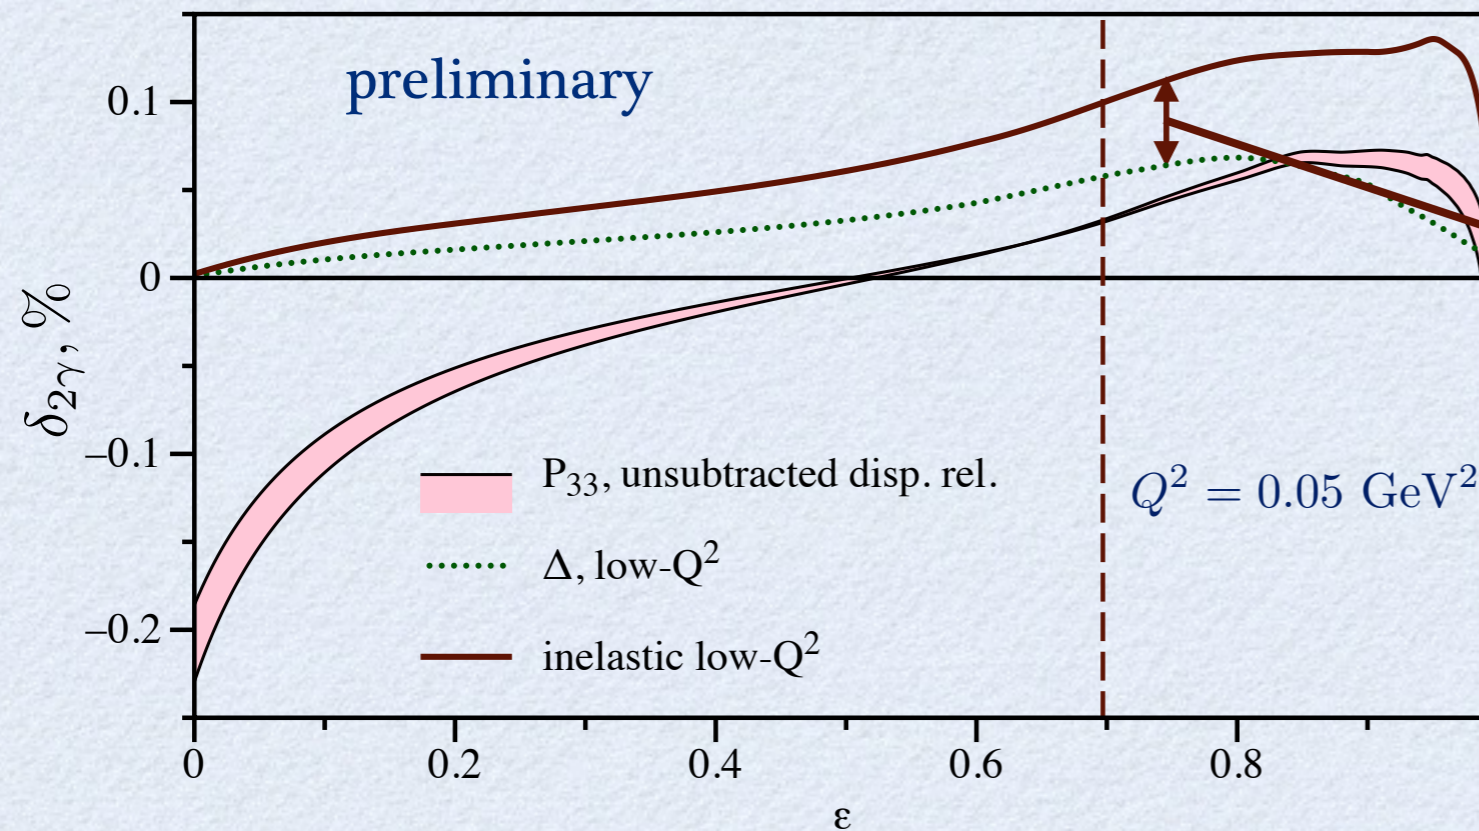 preliminary
0.1
0
–0.1
–0.2
δ₂γ, %
P₃₃, unsubtracted disp. rel.
Δ, low-Q²
inelastic low-Q²
Q² = 0.05 GeV²
0 0.2 0.4 0.6 0.8
ε